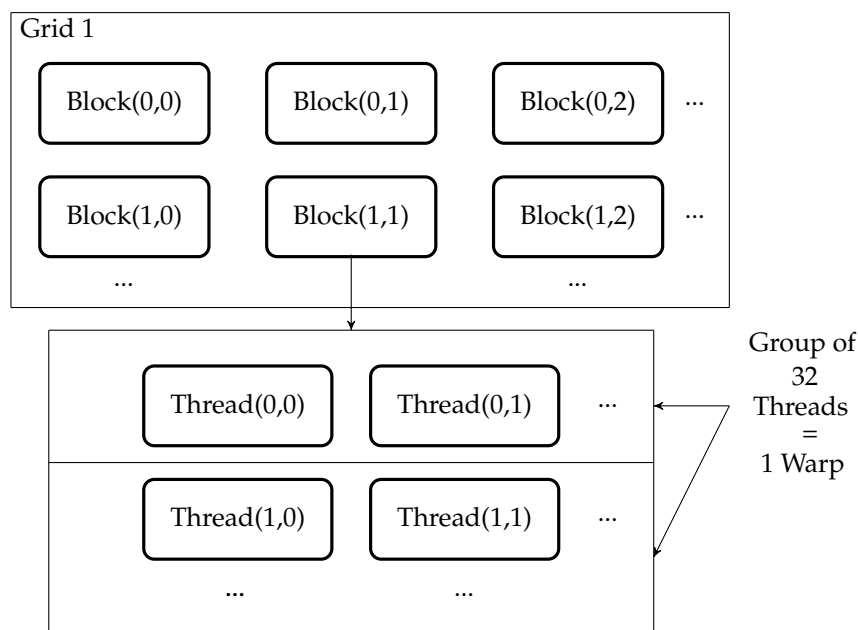 Grid 1
Block(0,0) Block(0,1) Block(0,2) ...
Block(1,0) Block(1,1) Block(1,2) ...
... ...
Thread(0,0) Thread(0,1) ...
Thread(1,0) Thread(1,1) ...
... ...
Group of
32
Threads
=
1 Warp